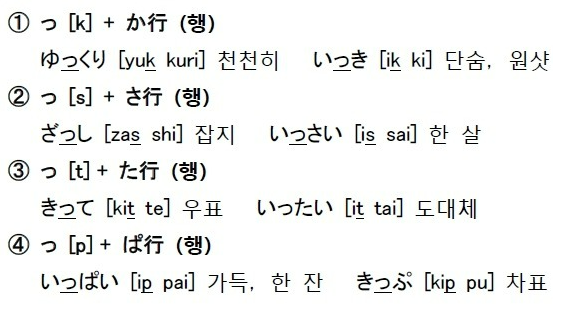 ① っ [k] + か行 (행)
ゆっくり [yuk kuri] 천천히 いっき [ik ki] 단숨, 원샷
② っ [s] + さ行 (행)
ざっし [zas shi] 잡지 いっさい [is sai] 한 살
③ っ [t] + た行 (행)
きって [kit te] 우표 いったい [it tai] 도대체
④ っ [p] + ぱ行 (행)
いっぱい [ip pai] 가득, 한 잔 きっぷ [kip pu] 차표